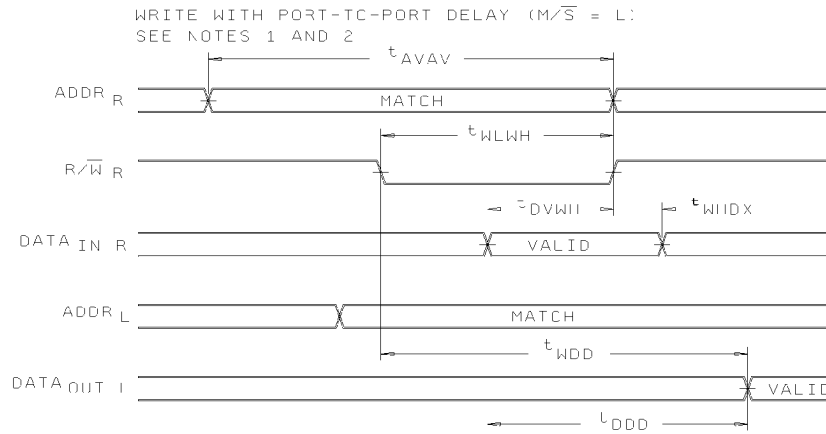 WRITE WITH PORT-TO-PORT DELAY (M/S = L)
SEE NOTES 1 AND 2
tAVAV
ADDR R
MATCH
tWLWH
R/W R
tDVWH
tWHDX
DATA IN R
VALID
ADDR L
MATCH
tWDD
DATA OUT L
VALID
tDDD